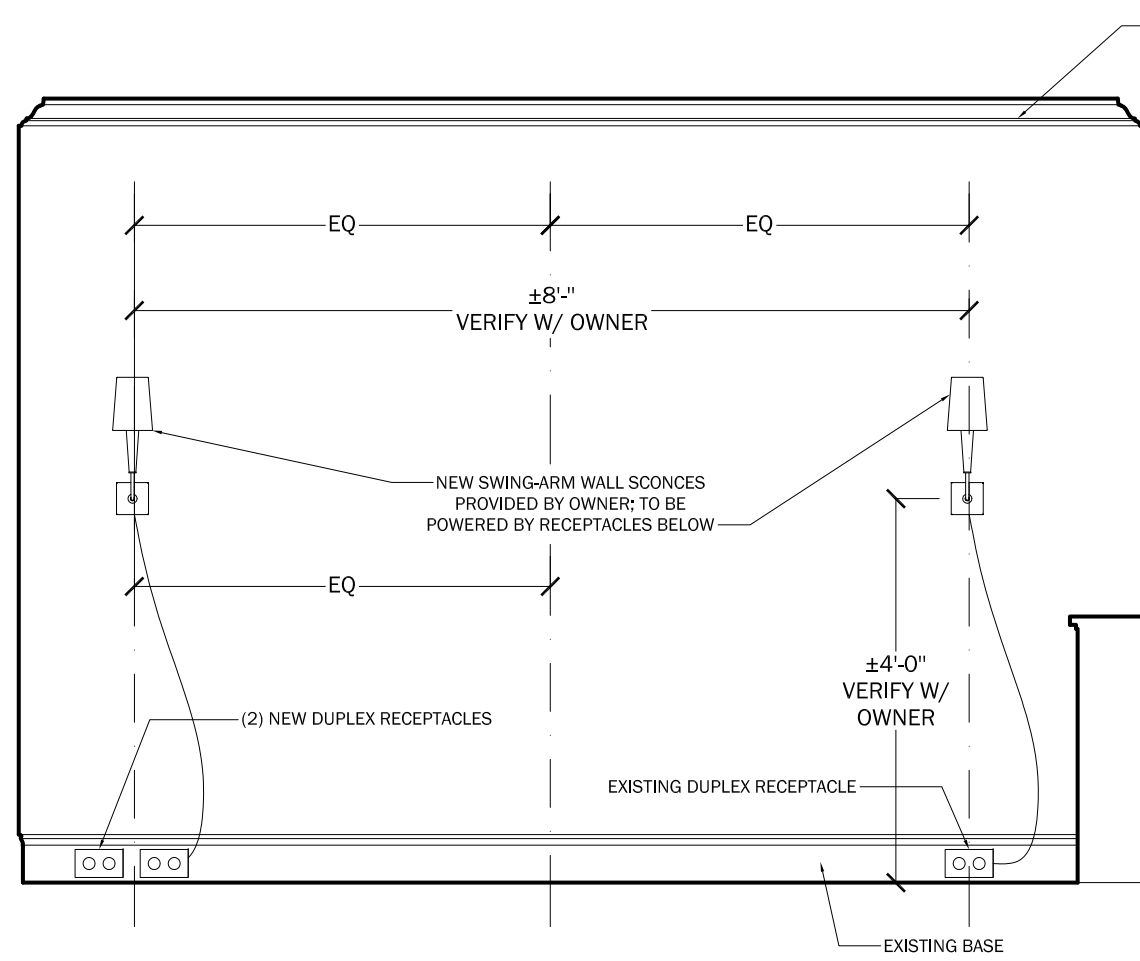 EQ
EQ
±8'-"
VERIFY W/ OWNER
NEW SWING-ARM WALL SCONCES
PROVIDED BY OWNER; TO BE
POWERED BY RECEPTACLES BELOW
EQ
±4'-0"
VERIFY W/
OWNER
(2) NEW DUPLEX RECEPTACLES
EXISTING DUPLEX RECEPTACLE
EXISTING BASE